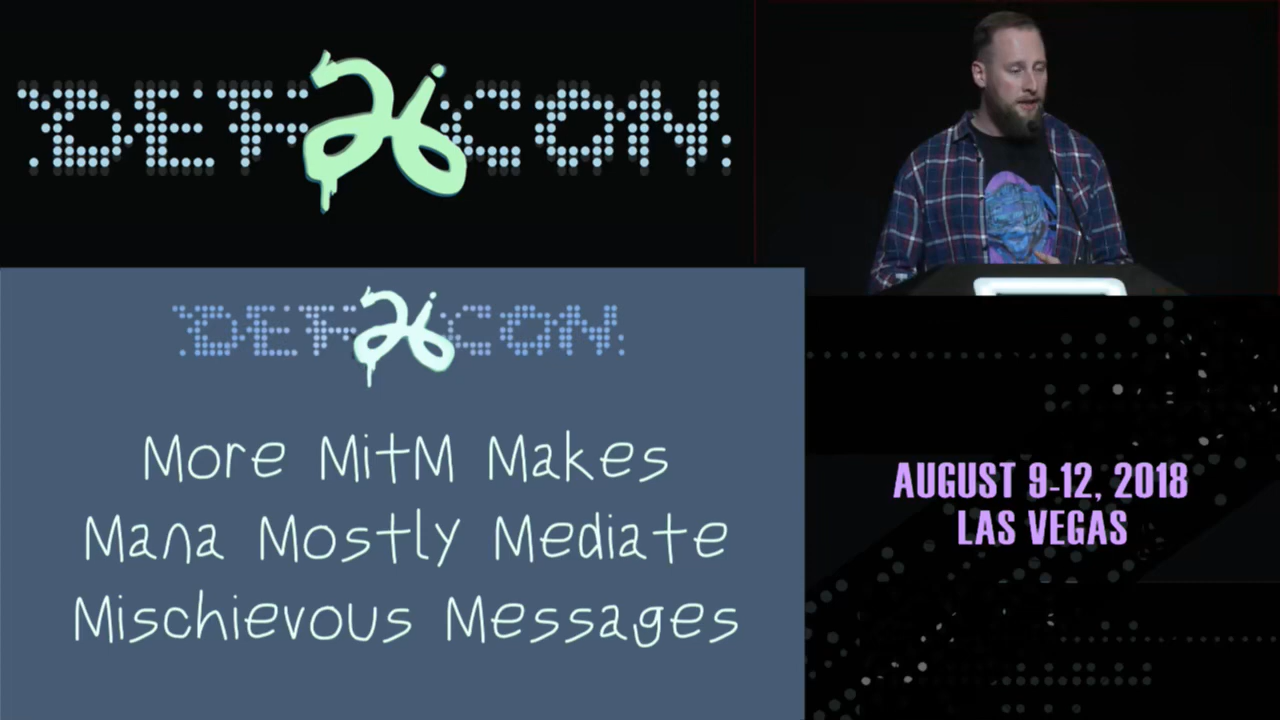 DEF 26 CON
DEF 26 CON
More MitM Makes
Mana Mostly Mediate
Mischievous Messages
AUGUST 9-12, 2018
LAS VEGAS